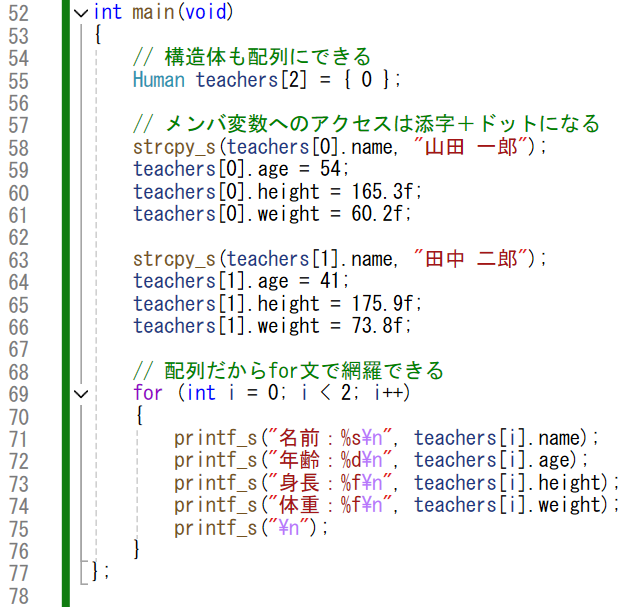 52 int main(void)
53 {
54 // 構造体も配列にできる
55 Human teachers[2] = { 0 };
56
57 // メンバ変数へのアクセスは添字＋ドットになる
58 strcpy_s(teachers[0].name, "山田 一郎");
59 teachers[0].age = 54;
60 teachers[0].height = 165.3f;
61 teachers[0].weight = 60.2f;
62
63 strcpy_s(teachers[1].name, "田中 二郎");
64 teachers[1].age = 41;
65 teachers[1].height = 175.9f;
66 teachers[1].weight = 73.8f;
67
68 // 配列だからfor文で網羅できる
69 for (int i = 0; i < 2; i++)
70 {
71 printf_s("名前：%s¥n", teachers[i].name);
72 printf_s("年齢：%d¥n", teachers[i].age);
73 printf_s("身長：%f¥n", teachers[i].height);
74 printf_s("体重：%f¥n", teachers[i].weight);
75 printf_s("¥n");
76 }
77 };
78